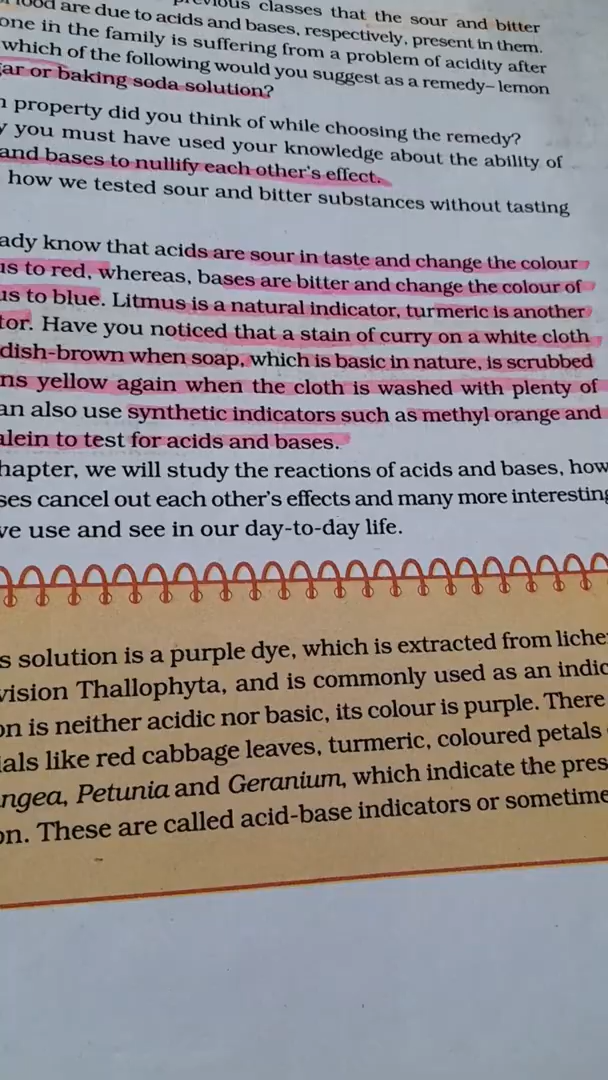 food are due to acids and bases, respectively, present in them.
previous classes that the sour and bitter
one in the family is suffering from a problem of acidity after
which of the following would you suggest as a remedy– lemon
or baking soda solution?
property did you think of while choosing the remedy?
you must have used your knowledge about the ability of
and bases to nullify each other's effect.
how we tested sour and bitter substances without tasting
ady know that acids are sour in taste and change the colour
us to red, whereas, bases are bitter and change the colour of
us to blue. Litmus is a natural indicator, turmeric is another
tor. Have you noticed that a stain of curry on a white cloth
dish-brown when soap, which is basic in nature, is scrubbed
ns yellow again when the cloth is washed with plenty of
an also use synthetic indicators such as methyl orange and
alein to test for acids and bases.
hapter, we will study the reactions of acids and bases, how
ses cancel out each other's effects and many more interesting
ve use and see in our day-to-day life.
s solution is a purple dye, which is extracted from liche
vision Thallophyta, and is commonly used as an indic
on is neither acidic nor basic, its colour is purple. There
ials like red cabbage leaves, turmeric, coloured petals
ngea, Petunia and Geranium, which indicate the pres
on. These are called acid-base indicators or sometime